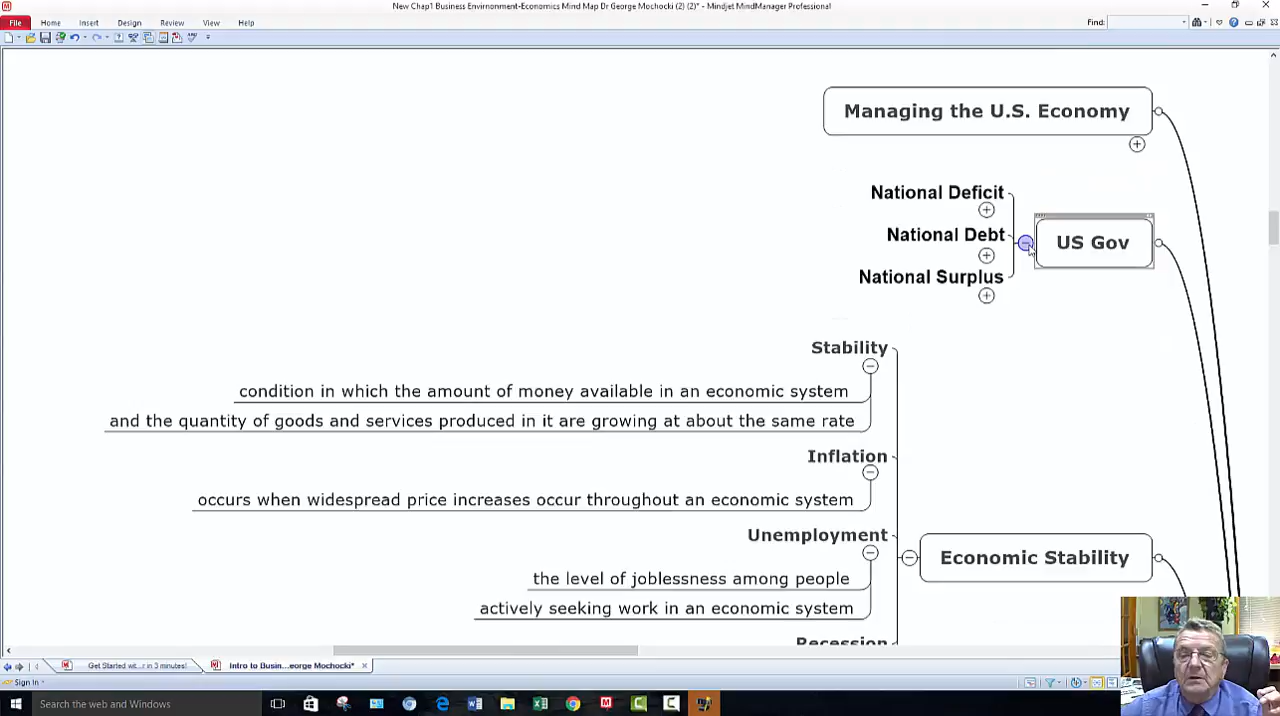 New Chap1 Business Envirronment-Economics Mind Map Dr George Mochocki (2) (2)* - Mindjet MindManager Professional
File Home Insert Design Review View Help Find:
Managing the U.S. Economy
National Deficit
National Debt
US Gov
National Surplus
Stability
condition in which the amount of money available in an economic system
and the quantity of goods and services produced in it are growing at about the same rate
Inflation
occurs when widespread price increases occur throughout an economic system
Unemployment
Economic Stability
the level of joblessness among people
actively seeking work in an economic system
Recession
Get Started wit...r in 3 minutes! Intro to Busin...eorge Mochocki*
Sign In
Search the web and Windows